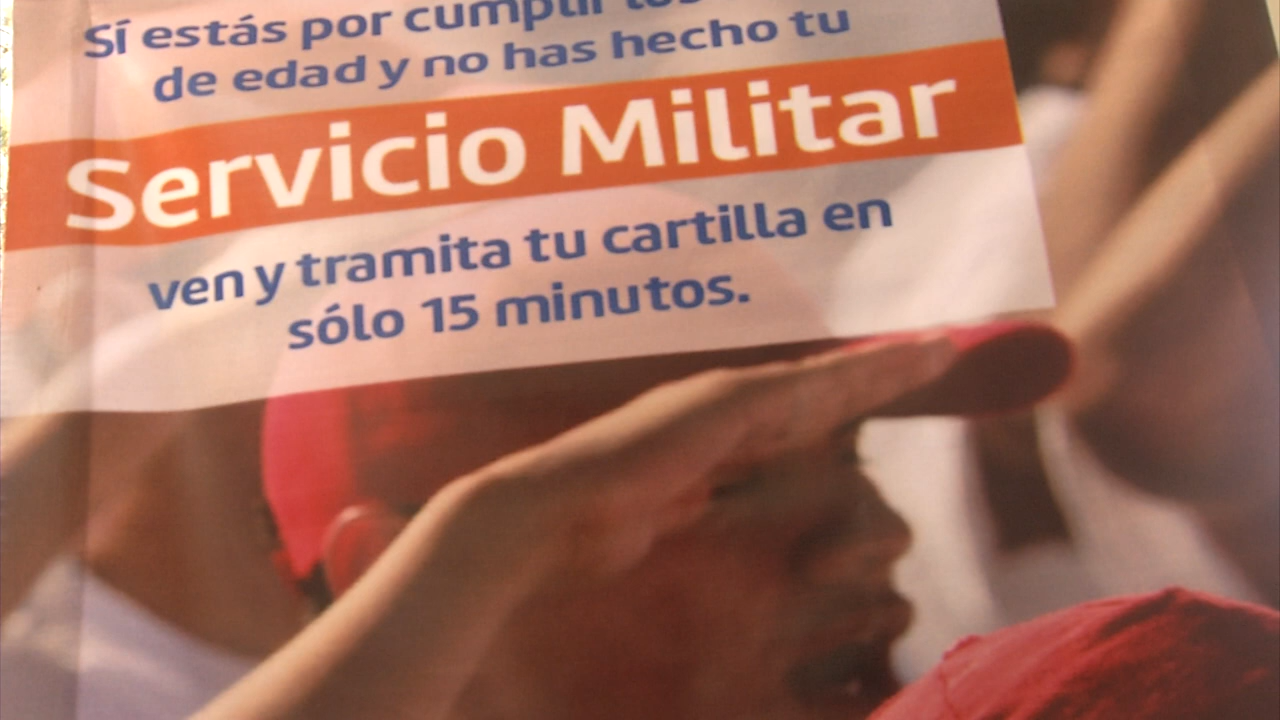 Sí estás por cumplir los
de edad y no has hecho tu
Servicio Militar
ven y tramita tu cartilla en
sólo 15 minutos.